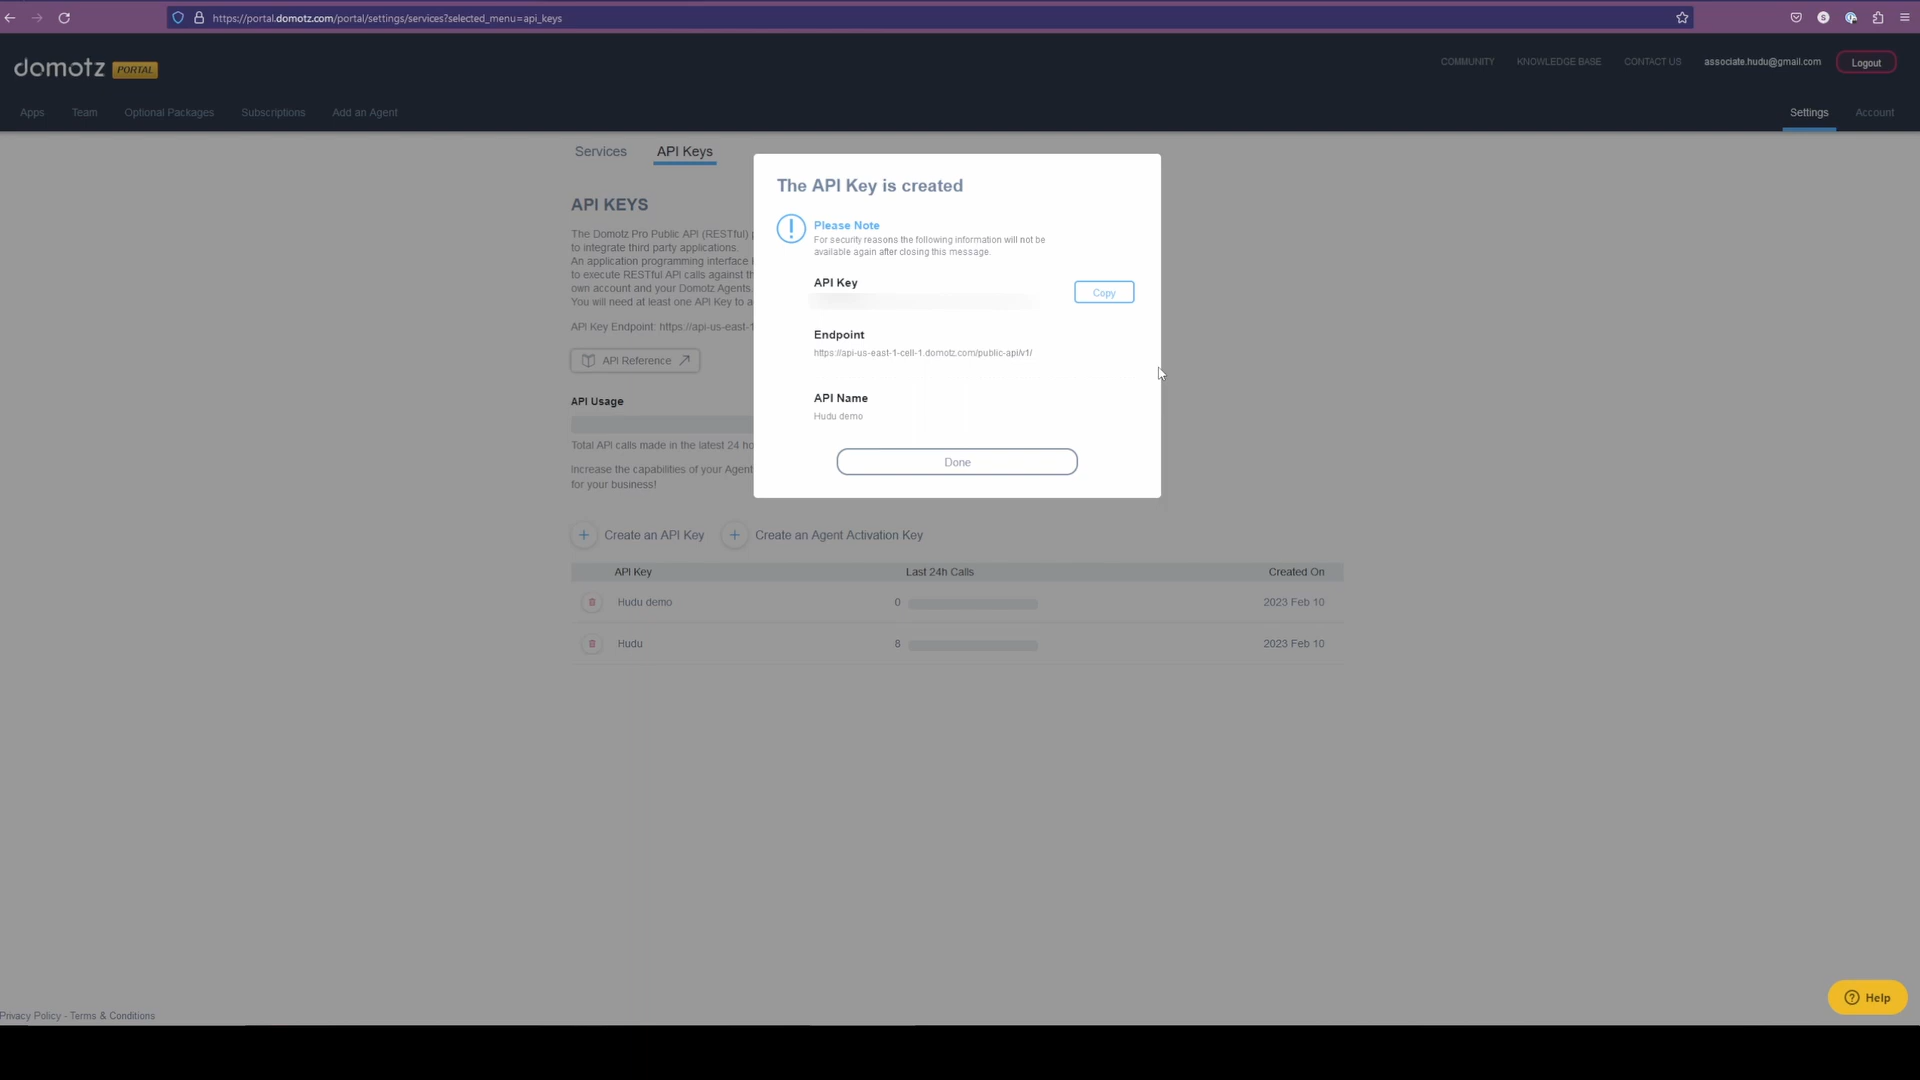 https://portal.domotz.com/portal/settings/services?selected_menu=api_keys
domotz PORTAL
COMMUNITY KNOWLEDGE BASE CONTACT US associate.hudu@gmail.com Logout
Apps Team Optional Packages Subscriptions Add an Agent Settings Account
Services API Keys
The API Key is created
Please Note
For security reasons the following information will not be
available again after closing this message.
API Key
Copy
Endpoint
https://api-us-east-1-cell-1.domotz.com/public-api/v1/
API Name
Hudu demo
Done
API KEYS
The Domotz Pro Public API (RESTful)
to integrate third party applications.
An application programming interface
to execute RESTful API calls against
own account and your Domotz Agents.
You will need at least one API Key to
API Key Endpoint: https://api-us-east-1
API Reference
API Usage
Total API calls made in the latest 24
Increase the capabilities of your Agent
for your business!
Create an API Key Create an Agent Activation Key
API Key Last 24h Calls Created On
Hudu demo 0 2023 Feb 10
Hudu 8 2023 Feb 10
Help
Privacy Policy - Terms & Conditions